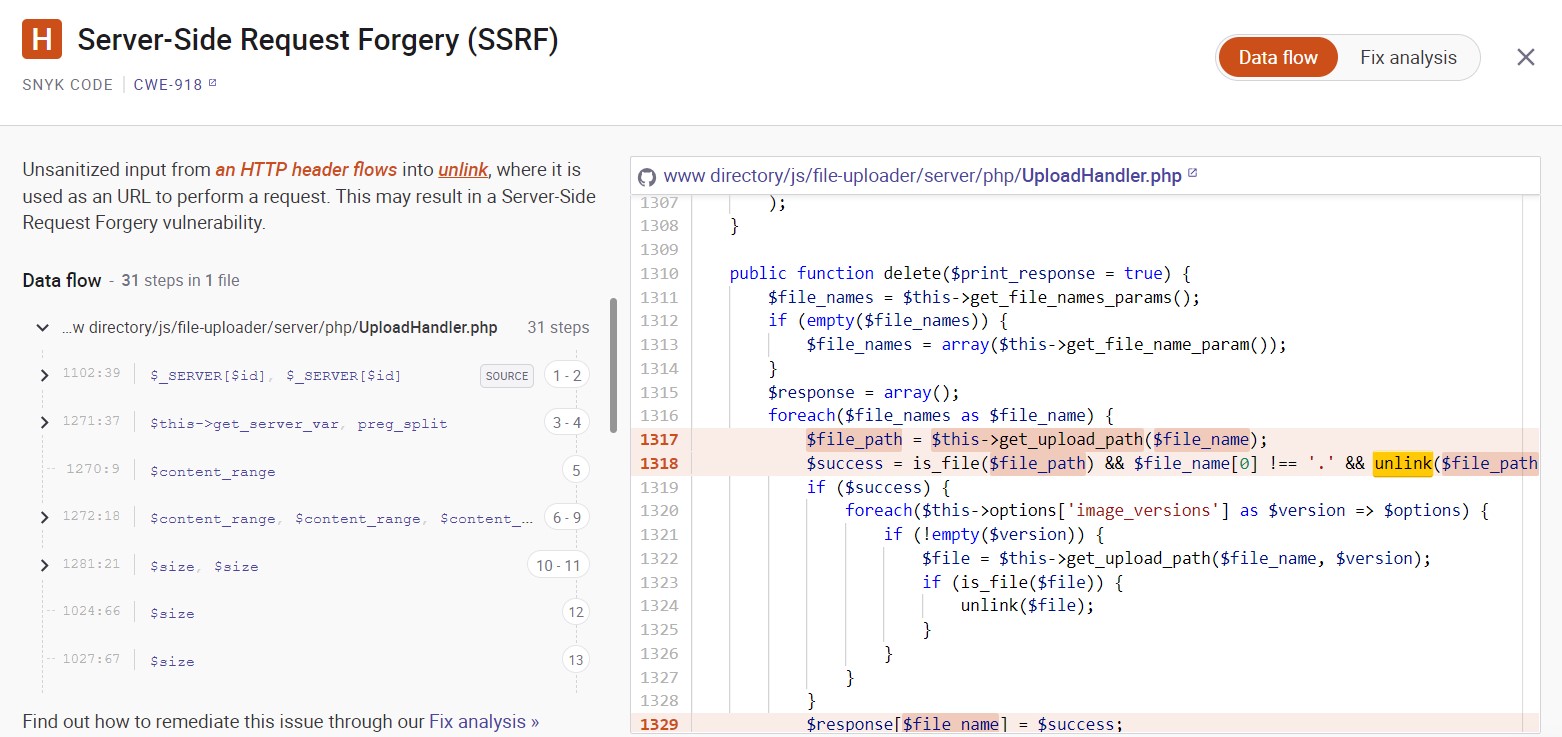 H Server-Side Request Forgery (SSRF)
SNYK CODE CWE-918
Data flow Fix analysis
Unsanitized input from an HTTP header flows into unlink, where it is
used as an URL to perform a request. This may result in a Server-Side
Request Forgery vulnerability.
Data flow - 31 steps in 1 file
...w directory/js/file-uploader/server/php/UploadHandler.php 31 steps
1102:39 $_SERVER[$id], $_SERVER[$id] SOURCE 1 - 2
1271:37 $this->get_server_var, preg_split 3 - 4
1270:9 $content_range 5
1272:18 $content_range, $content_range, $content_... 6 - 9
1281:21 $size, $size 10 - 11
1024:66 $size 12
1027:67 $size 13
Find out how to remediate this issue through our Fix analysis »
www directory/js/file-uploader/server/php/UploadHandler.php
1307 );
1308 }
1309
1310 public function delete($print_response = true) {
1311 $file_names = $this->get_file_names_params();
1312 if (empty($file_names)) {
1313 $file_names = array($this->get_file_name_param());
1314 }
1315 $response = array();
1316 foreach($file_names as $file_name) {
1317 $file_path = $this->get_upload_path($file_name);
1318 $success = is_file($file_path) && $file_name[0] !== '.' && unlink($file_path
1319 if ($success) {
1320 foreach($this->options['image_versions'] as $version => $options) {
1321 if (!empty($version)) {
1322 $file = $this->get_upload_path($file_name, $version);
1323 if (is_file($file)) {
1324 unlink($file);
1325 }
1326 }
1327 }
1328 }
1329 $response[$file_name] = $success;